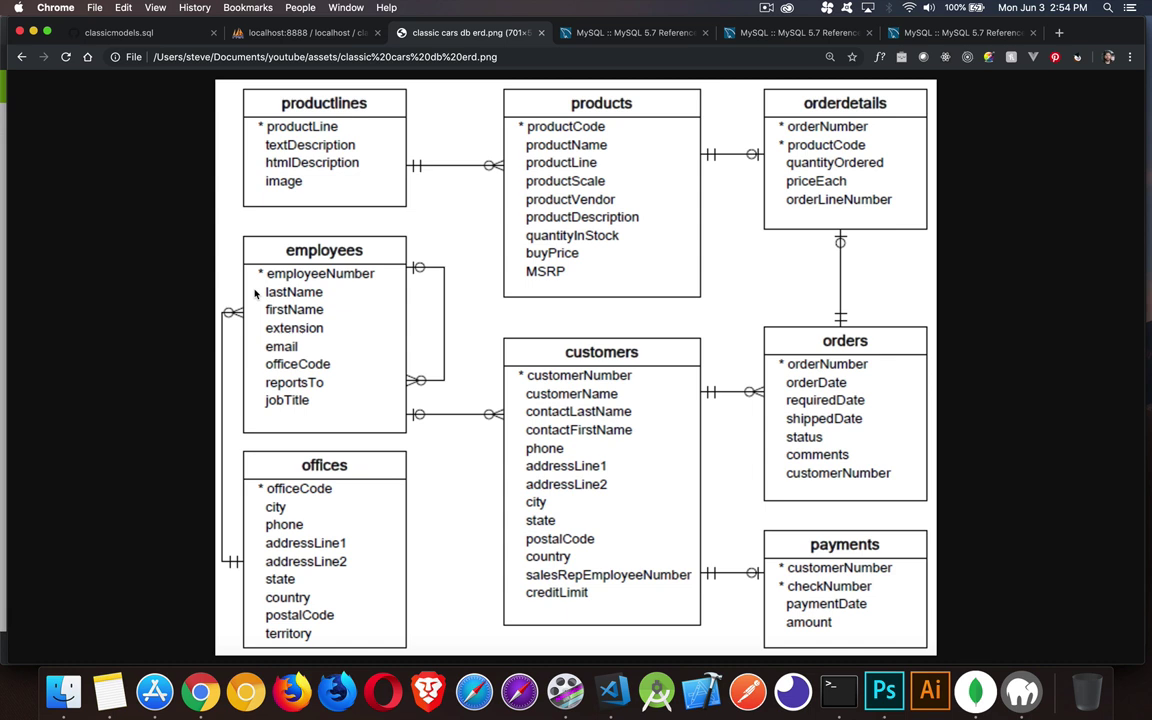 Chrome File Edit View History Bookmarks People Window Help
100% Mon Jun 3 2:54 PM
classicmodels.sql
localhost:8888 / localhost / cla
classic cars db erd.png (701×5
MySQL :: MySQL 5.7 Reference
MySQL :: MySQL 5.7 Reference
MySQL :: MySQL 5.7 Reference
File /Users/steve/Documents/youtube/assets/classic%20cars%20db%20erd.png
productlines
* productLine
textDescription
htmlDescription
image
products
* productCode
productName
productLine
productScale
productVendor
productDescription
quantityInStock
buyPrice
MSRP
orderdetails
* orderNumber
* productCode
quantityOrdered
priceEach
orderLineNumber
employees
* employeeNumber
lastName
firstName
extension
email
officeCode
reportsTo
jobTitle
customers
* customerNumber
customerName
contactLastName
contactFirstName
phone
addressLine1
addressLine2
city
state
postalCode
country
salesRepEmployeeNumber
creditLimit
orders
* orderNumber
orderDate
requiredDate
shippedDate
status
comments
customerNumber
offices
* officeCode
city
phone
addressLine1
addressLine2
state
country
postalCode
territory
payments
* customerNumber
* checkNumber
paymentDate
amount
Ps
Ai